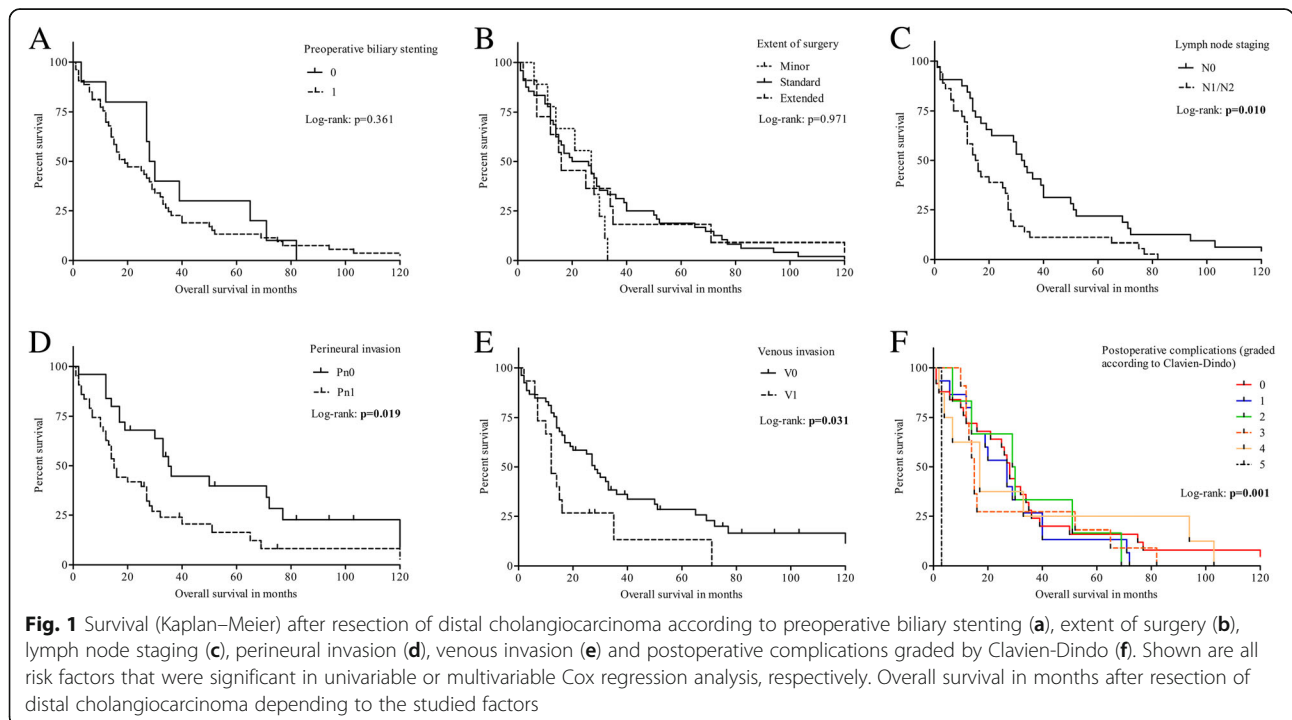 A
Preoperative biliary stenting
0
1
Log-rank: p=0.361
Percent survival
100
75
50
25
0
0 20 40 60 80 100 120
Overall survival in months
B
Extent of surgery
Minor
Standard
Extended
Log-rank: p=0.971
Percent survival
100
75
50
25
0
0 20 40 60 80 100 120
Overall survival in months
C
Lymph node staging
N0
N1/N2
Log-rank: p=0.010
Percent survival
100
75
50
25
0
0 20 40 60 80 100 120
Overall survival in months
D
Perineural invasion
Pn0
Pn1
Log-rank: p=0.019
Percent survival
100
75
50
25
0
0 20 40 60 80 100 120
Overall survival in months
E
Venous invasion
V0
V1
Log-rank: p=0.031
Percent survival
100
75
50
25
0
0 20 40 60 80 100 120
Overall survival in months
F
Postoperative complications (graded
according to Clavien-Dindo)
0
1
2
3
4
5
Log-rank: p=0.001
Percent survival
100
75
50
25
0
0 20 40 60 80 100 120
Overall survival in months
Fig. 1 Survival (Kaplan–Meier) after resection of distal cholangiocarcinoma according to preoperative biliary stenting (a), extent of surgery (b),
lymph node staging (c), perineural invasion (d), venous invasion (e) and postoperative complications graded by Clavien-Dindo (f). Shown are all
risk factors that were significant in univariable or multivariable Cox regression analysis, respectively. Overall survival in months after resection of
distal cholangiocarcinoma depending to the studied factors